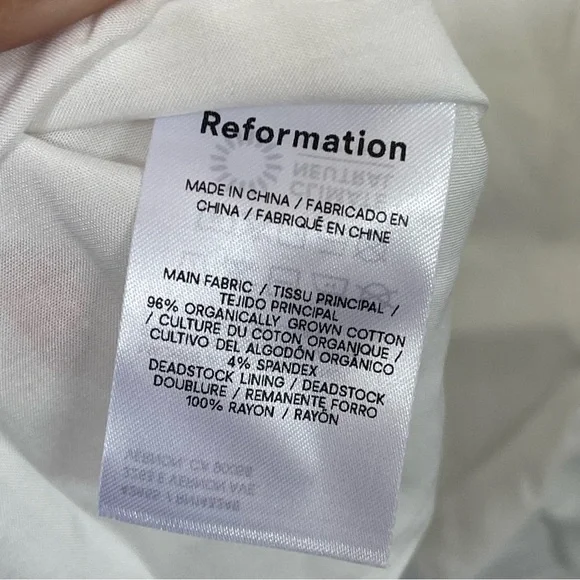 Reformation
MADE IN CHINA / FABRICADO EN
CHINA / FABRIQUÉ EN CHINE
MAIN FABRIC / TISSU PRINCIPAL /
TEJIDO PRINCIPAL
96% ORGANICALLY GROWN COTTON
/ CULTURE DU COTON ORGANIQUE /
CULTIVO DEL ALGODÓN ORGÁNICO
4% SPANDEX
DEADSTOCK LINING / DEADSTOCK
DOUBLURE / REMANENTE FORRO
100% RAYON / RAYÓN